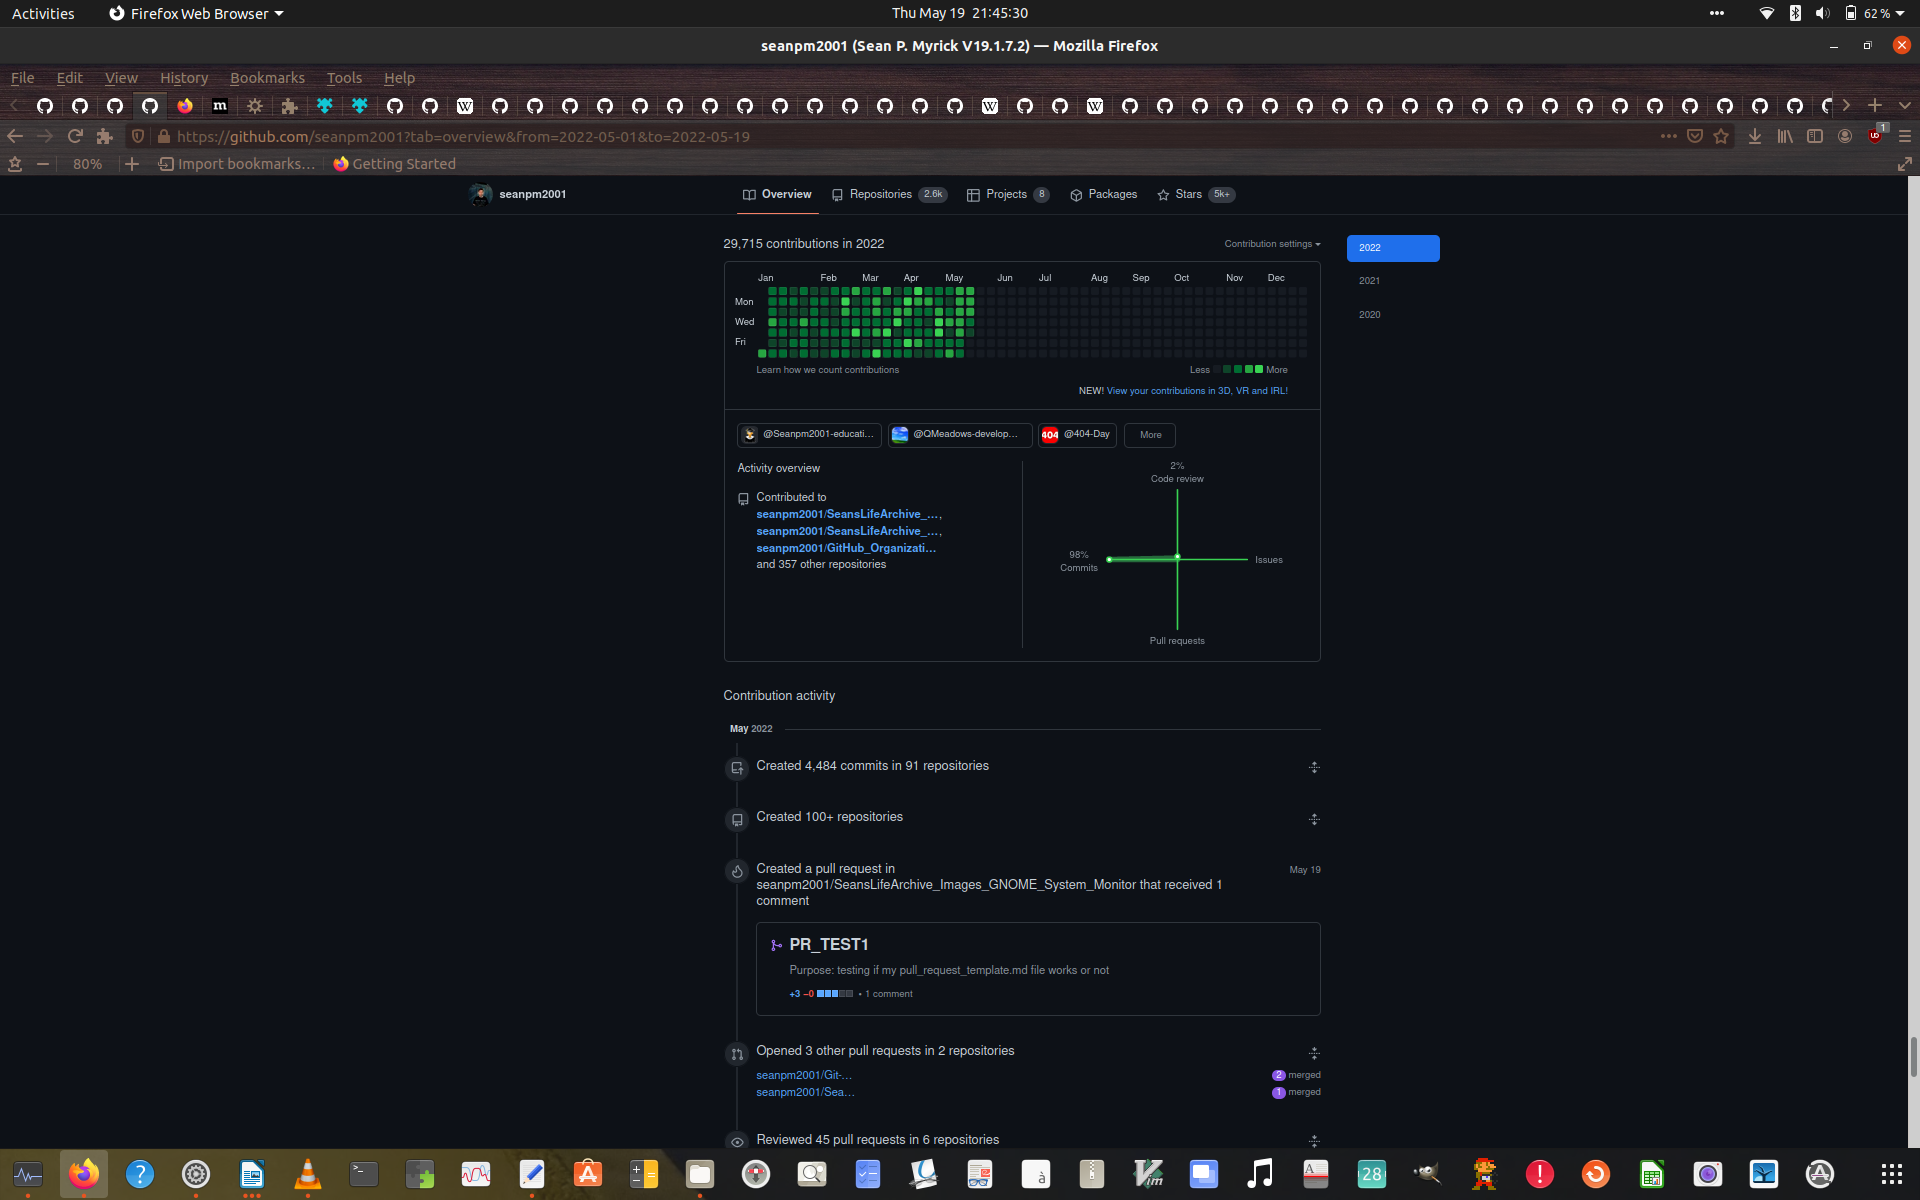 Activities
Firefox Web Browser
Thu May 19 21:45:30
62 %
seanpm2001 (Sean P. Myrick V19.1.7.2) — Mozilla Firefox
File Edit View History Bookmarks Tools Help
https://github.com/seanpm2001?tab=overview&from=2022-05-01&to=2022-05-19
1
80%
Import bookmarks...
Getting Started
seanpm2001
Overview
Repositories 2.6k
Projects 8
Packages
Stars 5k+
29,715 contributions in 2022
Contribution settings
2022
2021
2020
Jan Feb Mar Apr May Jun Jul Aug Sep Oct Nov Dec
Mon
Wed
Fri
Learn how we count contributions
Less More
NEW! View your contributions in 3D, VR and IRL!
@Seanpm2001-educati...
@QMeadows-develop...
404 @404-Day
More
Activity overview
Contributed to
seanpm2001/SeansLifeArchive_...,
seanpm2001/SeansLifeArchive_...,
seanpm2001/GitHub_Organizati...
and 357 other repositories
2%
Code review
98%
Commits
Issues
Pull requests
Contribution activity
May 2022
Created 4,484 commits in 91 repositories
Created 100+ repositories
Created a pull request in
seanpm2001/SeansLifeArchive_Images_GNOME_System_Monitor that received 1
comment
May 19
PR_TEST1
Purpose: testing if my pull_request_template.md file works or not
+3 −0 • 1 comment
Opened 3 other pull requests in 2 repositories
seanpm2001/Git-...
2 merged
seanpm2001/Sea...
1 merged
Reviewed 45 pull requests in 6 repositories
28